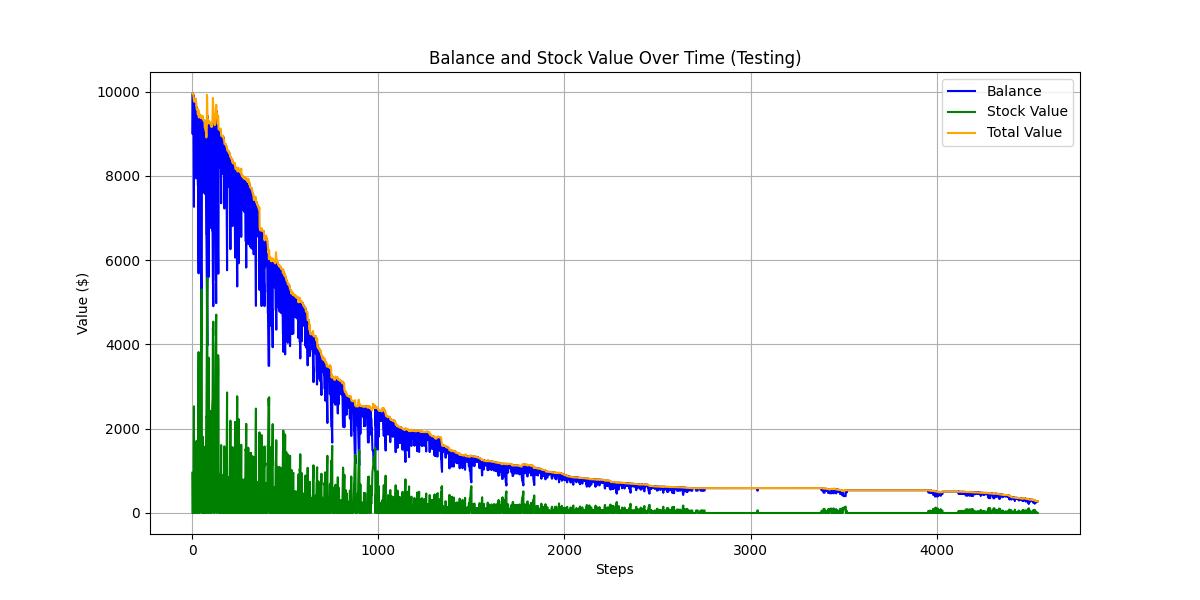 Balance and Stock Value Over Time (Testing)
Balance
Stock Value
Total Value
Value ($)
10000
8000
6000
4000
2000
0
0 1000 2000 3000 4000
Steps